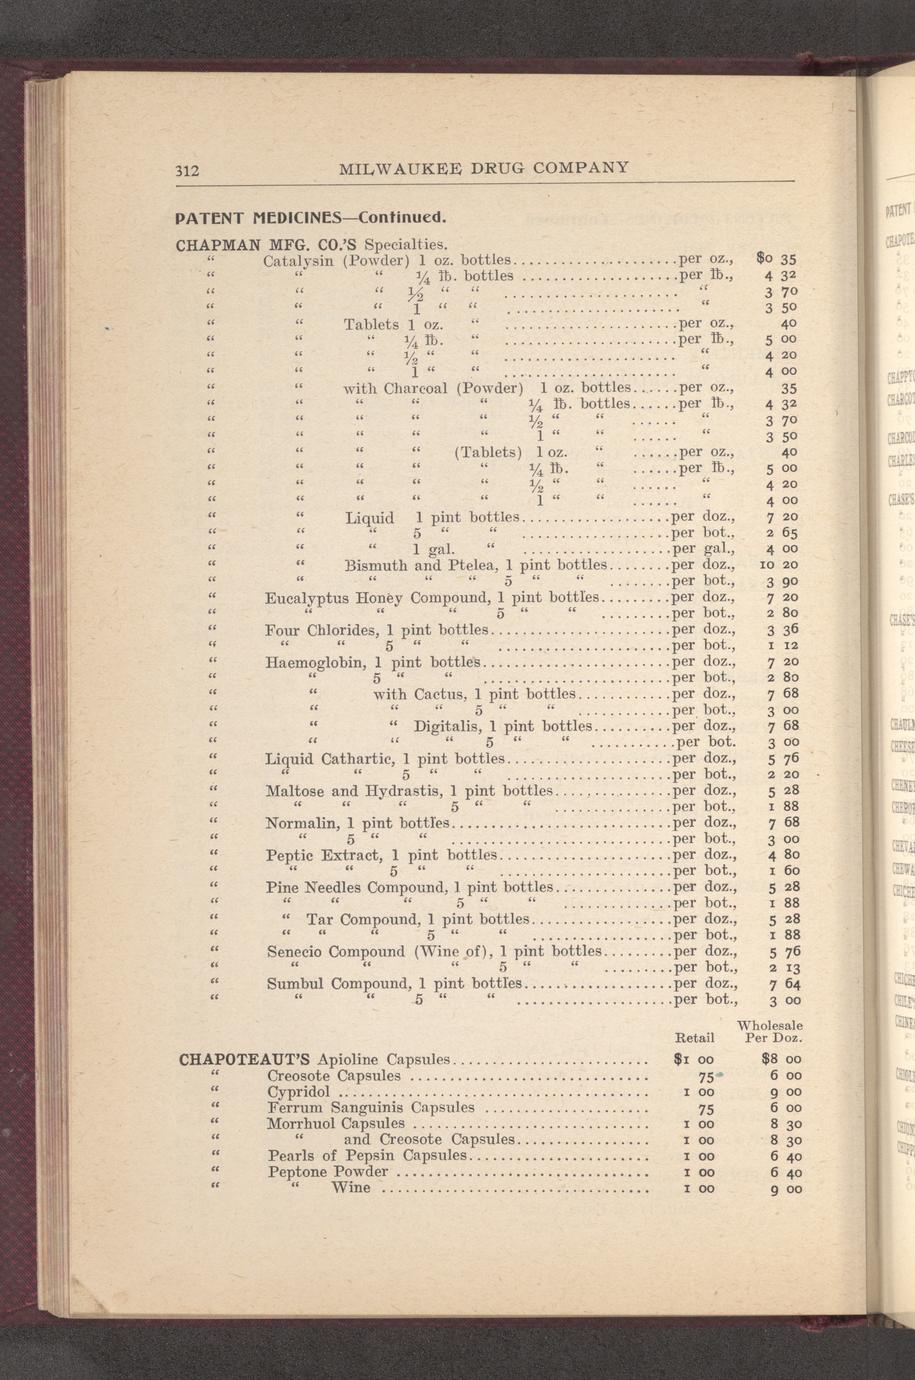 312 MILWAUKEE DRUG COMPANY
PATENT MEDICINES—Continued.
CHAPMAN MFG. CO.'S Specialties.
“ Catalysin (Powder) 1 oz. bottles.....................per oz., $0 35
“ “ “ ¼ lb. bottles ...................per lb., 4 32
“ “ “ ½ “ “ ...................... “ 3 70
“ “ “ 1 “ “ ......................... “ 3 50
“ “ Tablets 1 oz. “ ......................per oz., 40
“ “ “ ¼ lb. “ ......................per lb., 5 00
“ “ “ ½ “ “ ...................... “ 4 20
“ “ “ 1 “ “ ...................... “ 4 00
“ “ with Charcoal (Powder) 1 oz. bottles......per oz., 35
“ “ “ “ “ “ ¼ lb. bottles......per lb., 4 32
“ “ “ “ “ ½ “ “ ...... “ 3 70
“ “ “ “ “ 1 “ “ ...... “ 3 50
“ “ “ “ (Tablets) 1 oz. “ ......per oz., 40
“ “ “ “ “ ¼ lb. “ ......per lb., 5 00
“ “ “ “ “ ½ “ “ ...... “ 4 20
“ “ “ “ “ 1 “ “ ...... “ 4 00
“ “ Liquid 1 pint bottles...................per doz., 7 20
“ “ “ 5 “ “ ...................per bot., 2 65
“ “ “ 1 gal. “ ...................per gal., 4 00
“ “ Bismuth and Ptelea, 1 pint bottles........per doz., 10 20
“ “ “ “ “ 5 “ “ ........per bot., 3 90
“ Eucalyptus Honey Compound, 1 pint bottles.........per doz., 7 20
“ “ “ “ 5 “ “ .........per bot., 2 80
“ Four Chlorides, 1 pint bottles.......................per doz., 3 36
“ “ “ 5 “ “ ......................per bot., 1 12
“ Haemoglobin, 1 pint bottles........................per doz., 7 20
“ “ 5 “ “ ........................per bot., 2 80
“ “ with Cactus, 1 pint bottles............per doz., 7 68
“ “ “ “ 5 “ “ ............per bot., 3 00
“ “ “ Digitalis, 1 pint bottles..........per doz., 7 68
“ “ “ “ 5 “ “ ...........per bot. 3 00
“ Liquid Cathartic, 1 pint bottles.....................per doz., 5 76
“ “ “ 5 “ “ .....................per bot., 2 20
“ Maltose and Hydrastis, 1 pint bottles...............per doz., 5 28
“ “ “ “ 5 “ “ ...............per bot., 1 88
“ Normalin, 1 pint bottles............................per doz., 7 68
“ “ 5 “ “ ............................per bot., 3 00
“ Peptic Extract, 1 pint bottles......................per doz., 4 80
“ “ “ 5 “ “ ......................per bot., 1 60
“ Pine Needles Compound, 1 pint bottles...............per doz., 5 28
“ “ “ “ 5 “ “ ..............per bot., 1 88
“ “ Tar Compound, 1 pint bottles..................per doz., 5 28
“ “ “ “ 5 “ “ ..................per bot., 1 88
“ Senecio Compound (Wine of), 1 pint bottles.........per doz., 5 76
“ “ “ “ 5 “ “ .........per bot., 2 13
“ Sumbul Compound, 1 pint bottles...................per doz., 7 64
“ “ “ 5 “ “ ....................per bot., 3 00
Retail Wholesale Per Doz.
CHAPOTEAUT'S Apioline Capsules......................... $1 00 $8 00
“ Creosote Capsules .............................. 75 6 00
“ Cypridol ....................................... 1 00 9 00
“ Ferrum Sanguinis Capsules ..................... 75 6 00
“ Morrhuol Capsules .............................. 1 00 8 30
“ “ and Creosote Capsules................. 1 00 8 30
“ Pearls of Pepsin Capsules....................... 1 00 6 40
“ Peptone Powder ................................ 1 00 6 40
“ “ Wine .................................. 1 00 9 00